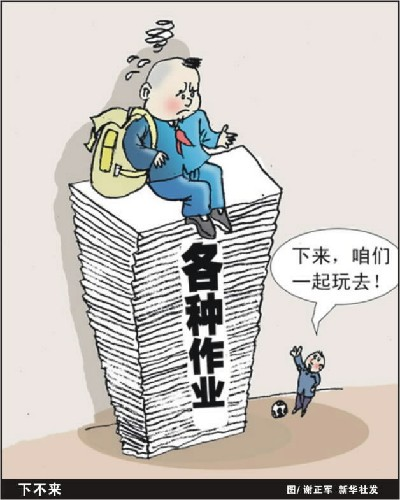 下来，咱们
一起玩去！
各种作业
下不来
图/ 谢正军 新华社发